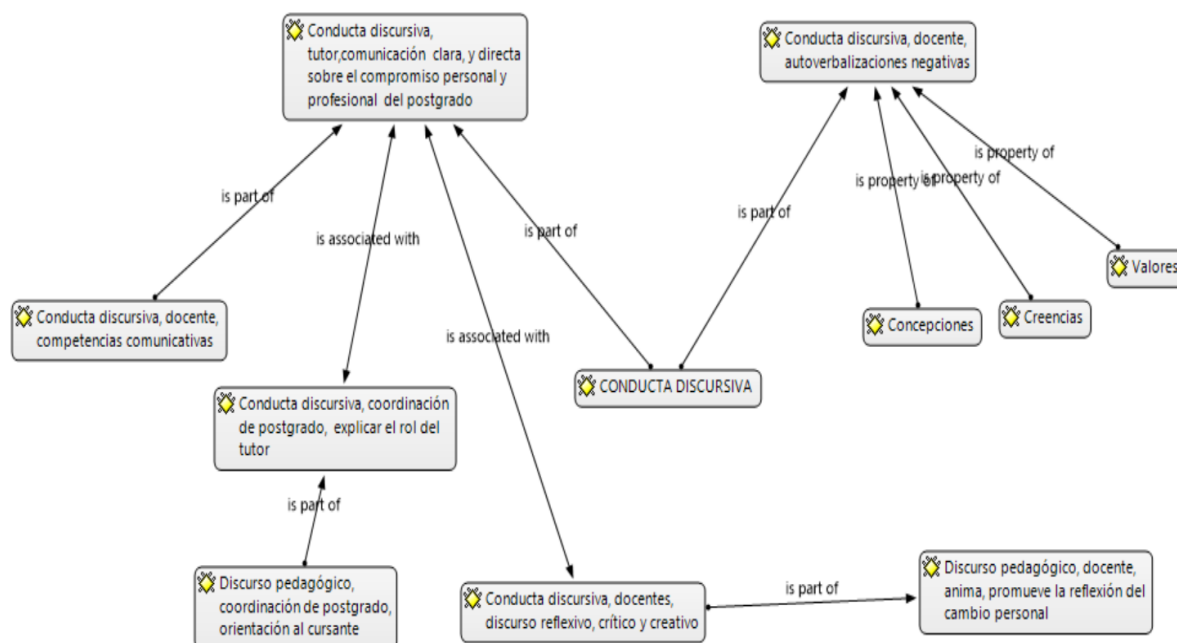 Conducta discursiva,
tutor,comunicación clara, y directa
sobre el compromiso personal y
profesional del postgrado
Conducta discursiva, docente,
autoverbalizaciones negativas
is part of
is associated with
is part of
is part of
is property of
is property of
is property of
Valores
Conducta discursiva, docente,
competencias comunicativas
Concepciones
Creencias
is associated with
CONDUCTA DISCURSIVA
Conducta discursiva, coordinación
de postgrado, explicar el rol del
tutor
is part of
Discurso pedagógico,
coordinación de postgrado,
orientación al cursante
Conducta discursiva, docentes,
discurso reflexivo, crítico y creativo
is part of
Discurso pedagógico, docente,
anima, promueve la reflexión del
cambio personal